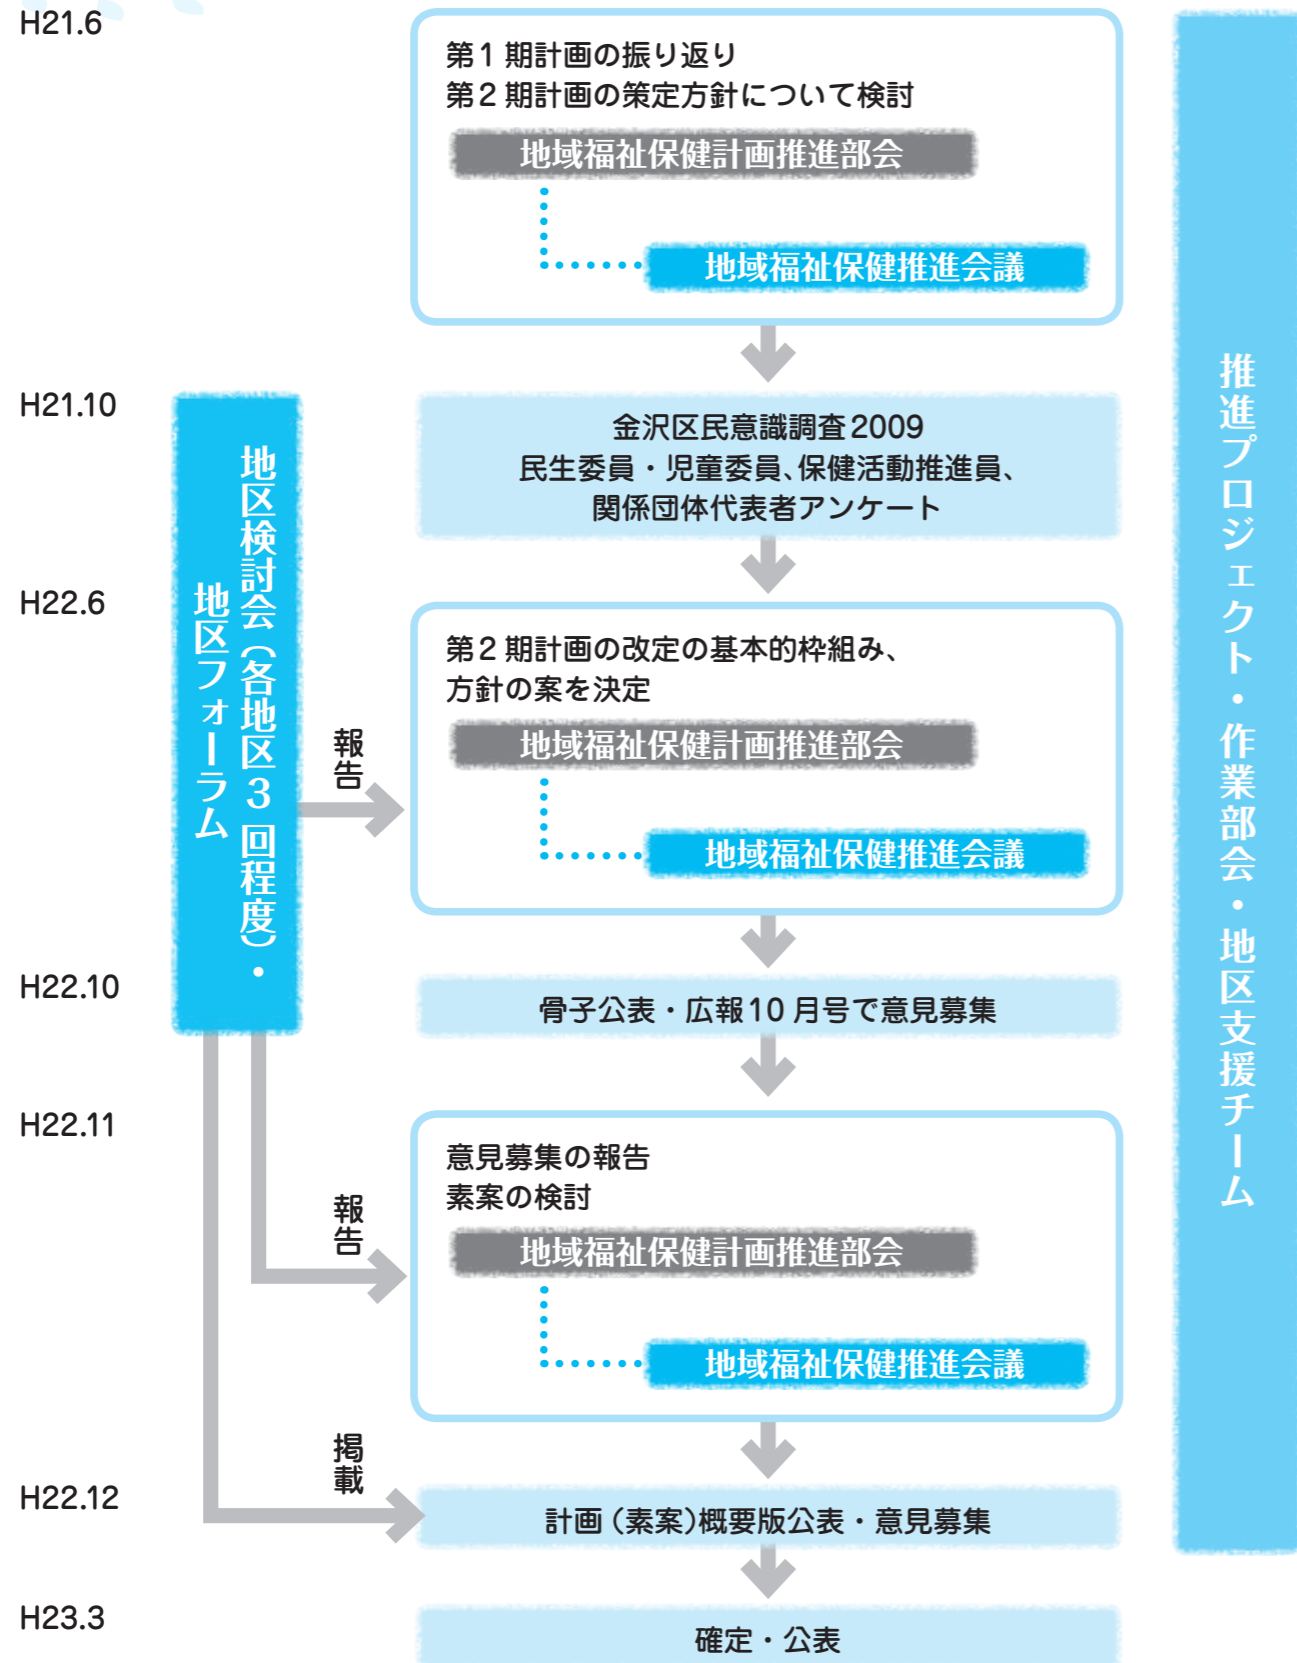 H21.6
第1期計画の振り返り
第2期計画の策定方針について検討
地域福祉保健計画推進部会
地域福祉保健推進会議
H21.10
金沢区民意識調査2009
民生委員・児童委員、保健活動推進員、
関係団体代表者アンケート
地区検討会（各地区3回程度）・
地区フォーラム
推進プロジェクト・作業部会・地区支援チーム
H22.6
第2期計画の改定の基本的枠組み、
方針の案を決定
地域福祉保健計画推進部会
地域福祉保健推進会議
報告
H22.10
骨子公表・広報10月号で意見募集
H22.11
意見募集の報告
素案の検討
地域福祉保健計画推進部会
地域福祉保健推進会議
報告
掲載
H22.12
計画（素案）概要版公表・意見募集
H23.3
確定・公表